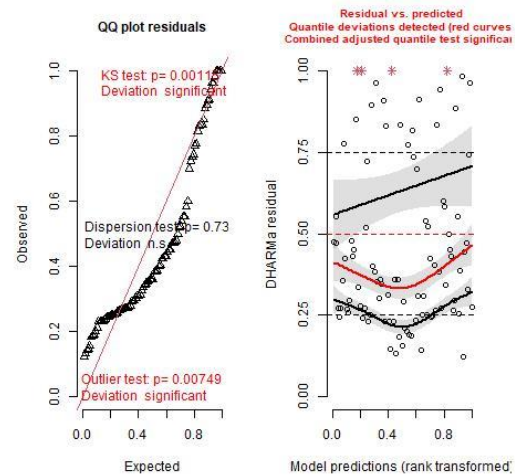 QQ plot residuals
KS test: p= 0.0011
Deviation significant
Dispersion test: p= 0.73
Deviation n.s.
Outlier test: p= 0.00749
Deviation significant
Observed
0.0 0.2 0.4 0.6 0.8 1.0
0.0 0.4 0.8
Expected
Residual vs. predicted
Quantile deviations detected (red curves
Combined adjusted quantile test significa
DHARMa residual
0.00 0.25 0.50 0.75 1.00
0.0 0.4 0.8
Model predictions (rank transformed)